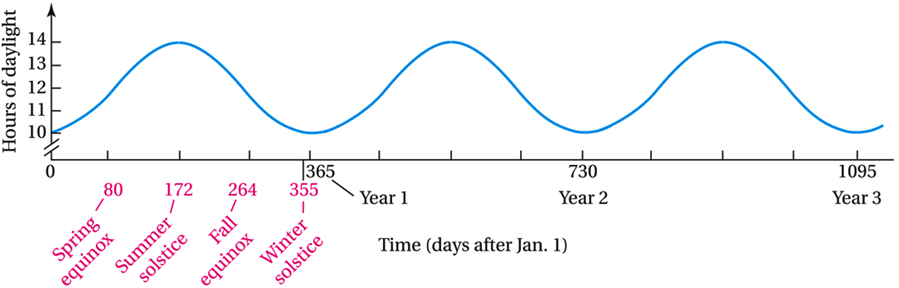 Hours of daylight
14
13
12
11
10
0
365
730
1095
80
172
264
355
Year 1
Year 2
Year 3
Spring
equinox
Summer
solstice
Fall
equinox
Winter
solstice
Time (days after Jan. 1)